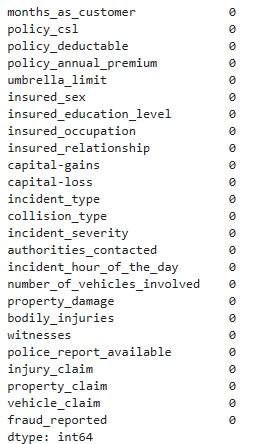 months_as_customer 0
policy_csl 0
policy_deductable 0
policy_annual_premium 0
umbrella_limit 0
insured_sex 0
insured_education_level 0
insured_occupation 0
insured_relationship 0
capital-gains 0
capital-loss 0
incident_type 0
collision_type 0
incident_severity 0
authorities_contacted 0
incident_hour_of_the_day 0
number_of_vehicles_involved 0
property_damage 0
bodily_injuries 0
witnesses 0
police_report_available 0
injury_claim 0
property_claim 0
vehicle_claim 0
fraud_reported 0
dtype: int64